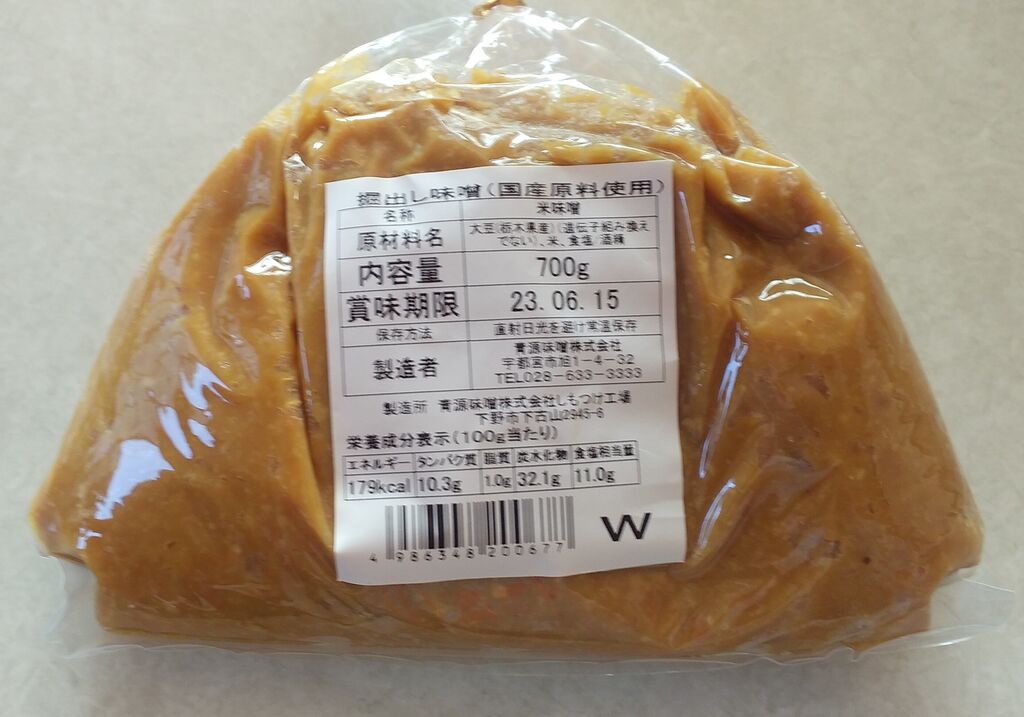 掘出し味噌(国産原料使用)
名称 米味噌
原材料名 大豆(栃木県産)(遺伝子組み換え
でない)、米、食塩/酒精
内容量 700g
賞味期限 23.06.15
保存方法 直射日光を避け常温保存
製造者 青源味噌株式会社
宇都宮市旭1-4-32
TEL028-633-3333
製造所 青源味噌株式会社しもつけ工場
下野市下古山2943-6
栄養成分表示(100g当たり)
エネルギー タンパク質 脂質 炭水化物 食塩相当量
179kcal 10.3g 1.0g 32.1g 11.0g
4 986348 200677
W